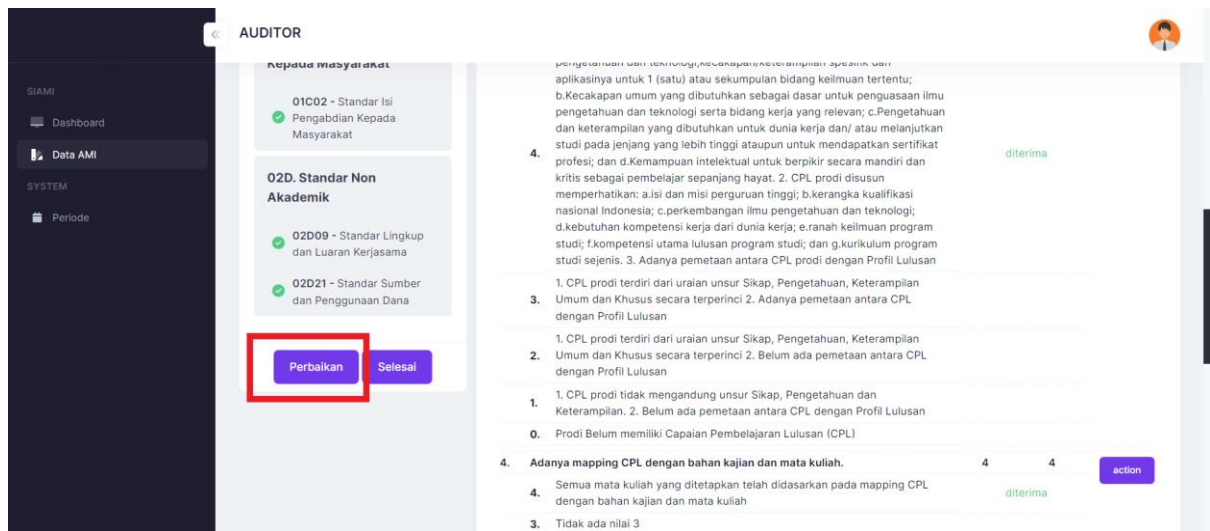 AUDITOR
SIAMI
Dashboard
Data AMI
SYSTEM
Periode
Kepada Masyarakat
01C02 - Standar Isi
Pengabdian Kepada
Masyarakat
02D. Standar Non
Akademik
02D09 - Standar Lingkup
dan Luaran Kerjasama
02D21 - Standar Sumber
dan Penggunaan Dana
Perbaikan
Selesai
pengetahuan dan teknologi,kecakapan/keterampilan spesifik dan
aplikasinya untuk 1 (satu) atau sekumpulan bidang keilmuan tertentu;
b.Kecakapan umum yang dibutuhkan sebagai dasar untuk penguasaan ilmu
pengetahuan dan teknologi serta bidang kerja yang relevan; c.Pengetahuan
dan keterampilan yang dibutuhkan untuk dunia kerja dan/ atau melanjutkan
4. studi pada jenjang yang lebih tinggi ataupun untuk mendapatkan sertifikat diterima
profesi; dan d.Kemampuan intelektual untuk berpikir secara mandiri dan
kritis sebagai pembelajar sepanjang hayat. 2. CPL prodi disusun
memperhatikan: a.isi dan misi perguruan tinggi; b.kerangka kualifikasi
nasional Indonesia; c.perkembangan ilmu pengetahuan dan teknologi;
d.kebutuhan kompetensi kerja dari dunia kerja; e.ranah keilmuan program
studi; f.kompetensi utama lulusan program studi; dan g.kurikulum program
studi sejenis. 3. Adanya pemetaan antara CPL prodi dengan Profil Lulusan
1. CPL prodi terdiri dari uraian unsur Sikap, Pengetahuan, Keterampilan
3. Umum dan Khusus secara terperinci 2. Adanya pemetaan antara CPL
dengan Profil Lulusan
1. CPL prodi terdiri dari uraian unsur Sikap, Pengetahuan, Keterampilan
2. Umum dan Khusus secara terperinci 2. Belum ada pemetaan antara CPL
dengan Profil Lulusan
1. 1. CPL prodi tidak mengandung unsur Sikap, Pengetahuan dan
Keterampilan. 2. Belum ada pemetaan antara CPL dengan Profil Lulusan
0. Prodi Belum memiliki Capaian Pembelajaran Lulusan (CPL)
4. Adanya mapping CPL dengan bahan kajian dan mata kuliah. 4 4 action
4. Semua mata kuliah yang ditetapkan telah didasarkan pada mapping CPL diterima
dengan bahan kajian dan mata kuliah
3. Tidak ada nilai 3